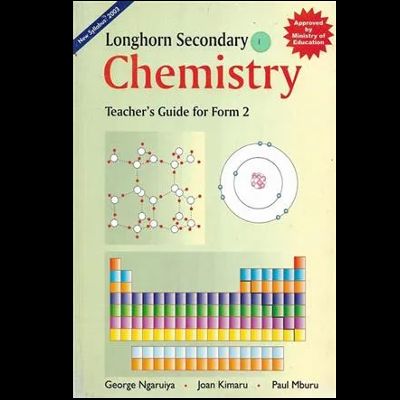 New Syllabus 2003
Longhorn Secondary
Approved
by
Ministry of
Education
Chemistry
Teacher's Guide for Form 2
George Ngaruiya • Joan Kimaru • Paul Mburu